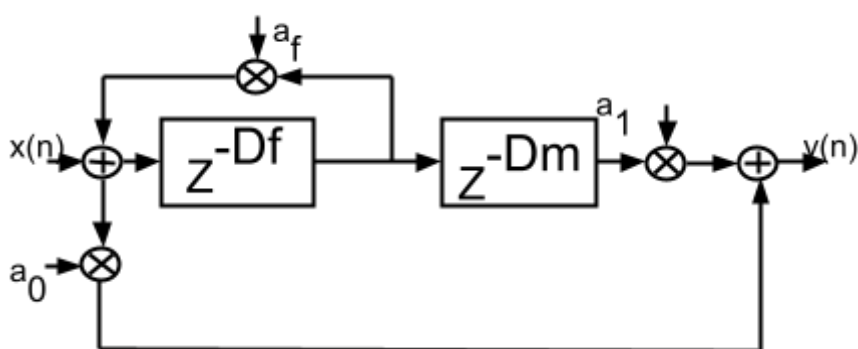 a_f
x(n)
z^-Df
a_1
z^-Dm
y(n)
a_0